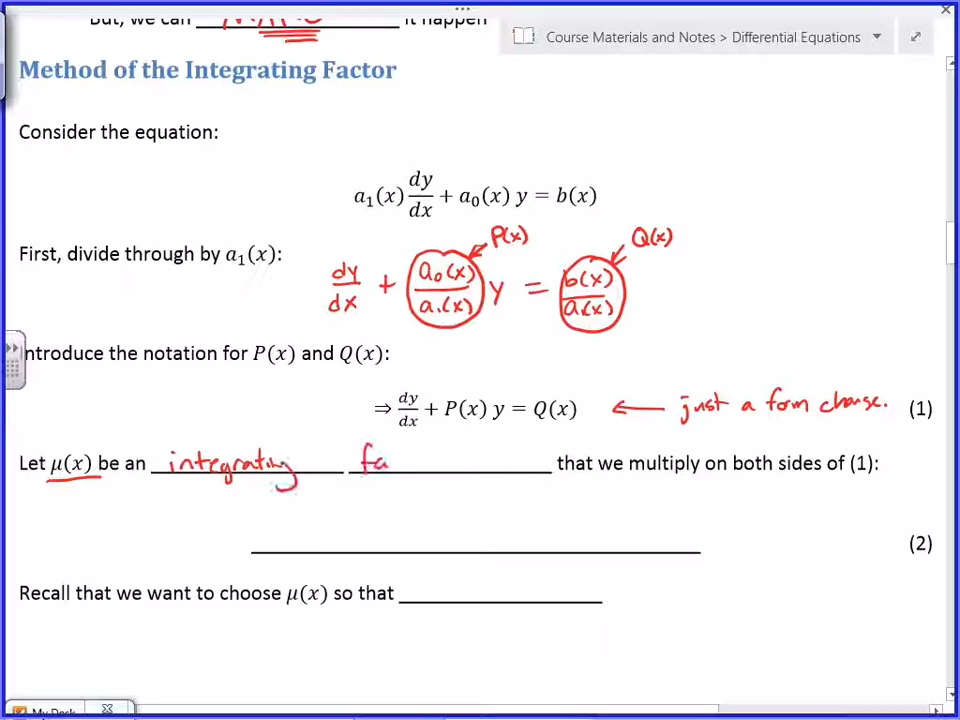 But, we can it happen
Course Materials and Notes > Differential Equations
Method of the Integrating Factor
Consider the equation:
a₁(x) dy/dx + a₀(x) y = b(x)
First, divide through by a₁(x):
P(x) Q(x)
dy/dx + a₀(x)/a₁(x) y = b(x)/a₁(x)
ntroduce the notation for P(x) and Q(x):
⇒ dy/dx + P(x) y = Q(x) just a form change. (1)
Let μ(x) be an integrating fa that we multiply on both sides of (1):
(2)
Recall that we want to choose μ(x) so that
My Desk